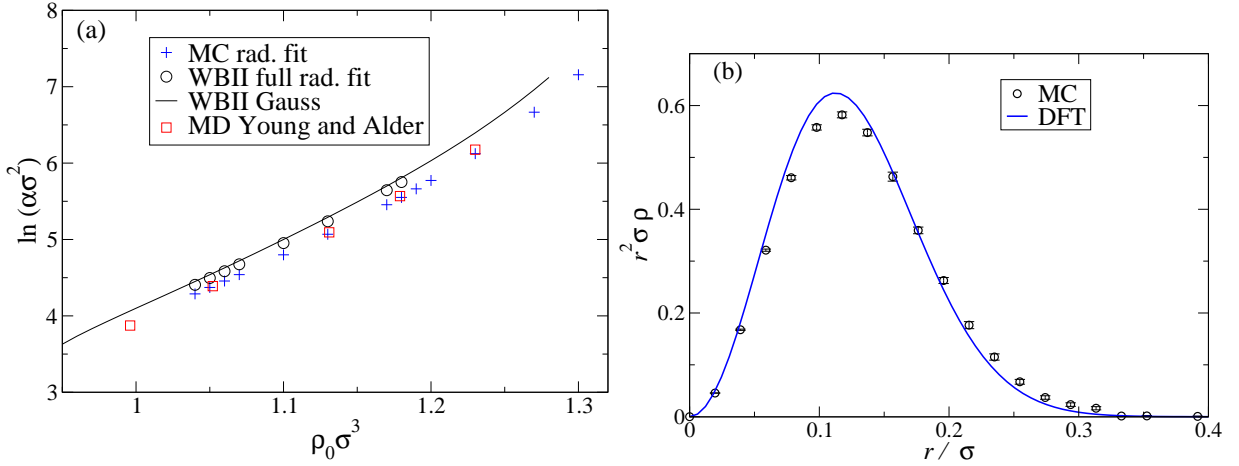 (a)
MC rad. fit
WBII full rad. fit
WBII Gauss
MD Young and Alder
ln (ασ²)
8
7
6
5
4
3
1 1.1 1.2 1.3
ρ₀σ³
(b)
MC
DFT
r² σ ρ
0.6
0.4
0.2
0
0 0.1 0.2 0.3 0.4
r / σ